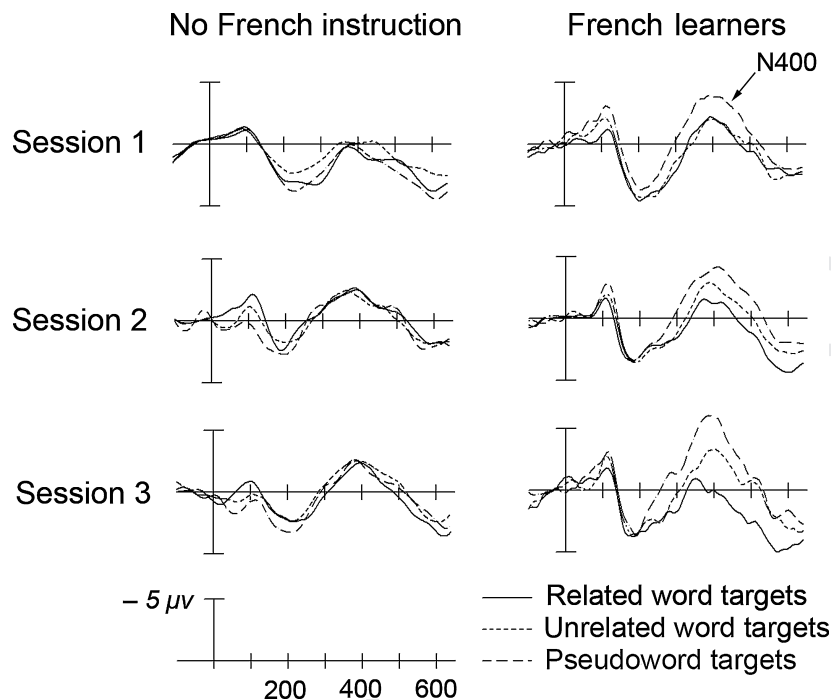 No French instruction
French learners
N400
Session 1
Session 2
Session 3
– 5 μv
200 400 600
Related word targets
Unrelated word targets
Pseudoword targets